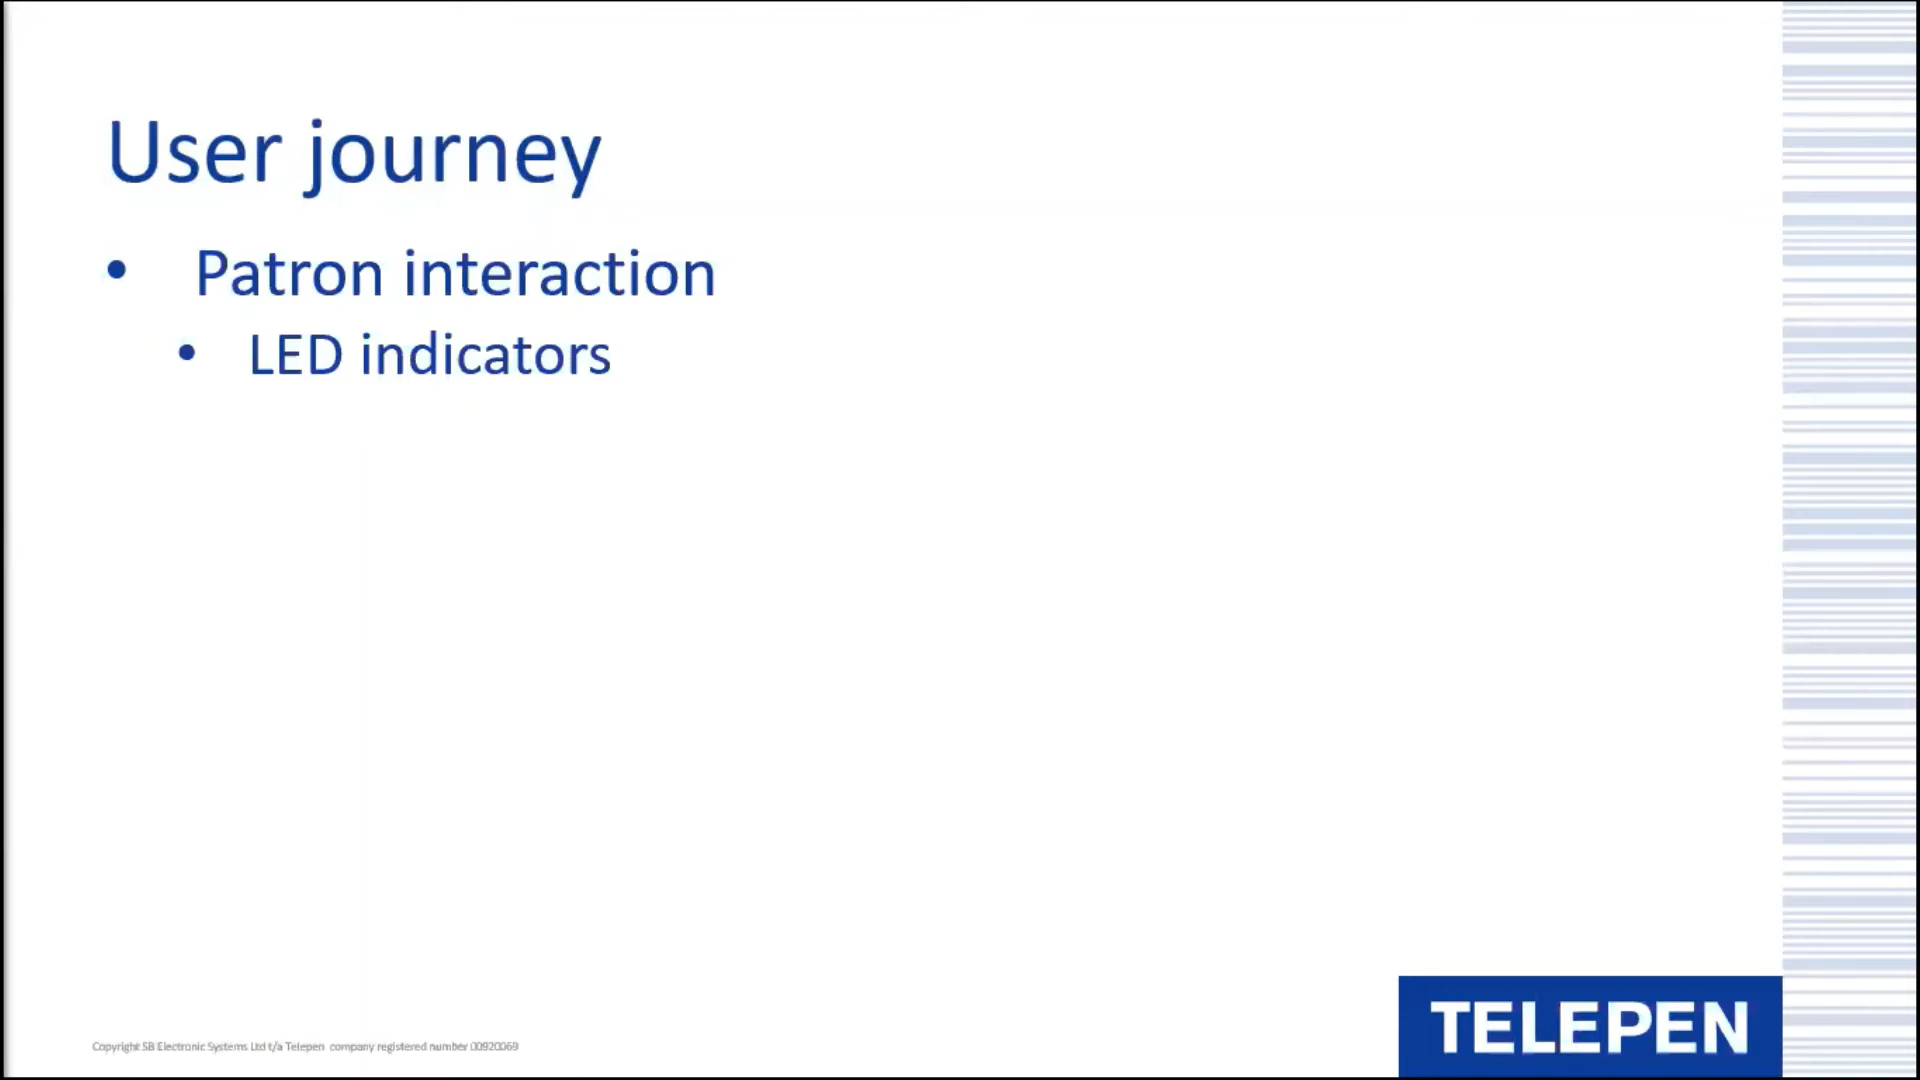 User journey
• Patron interaction
• LED indicators
TELEPEN
Copyright SB Electronic Systems Ltd t/a Telepen company registered number 00920069